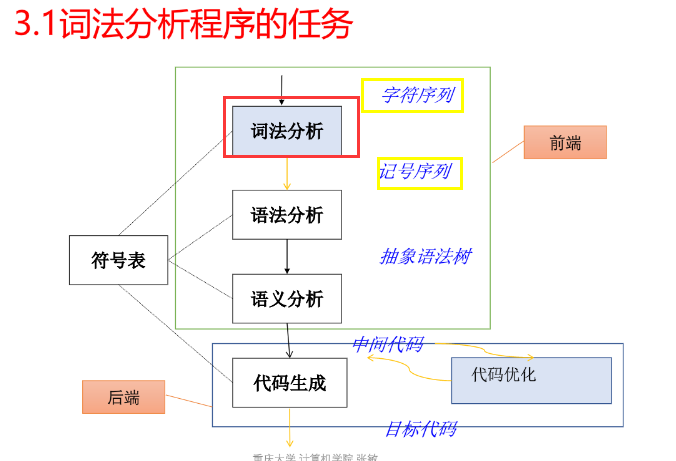 3.1词法分析程序的任务
字符序列
词法分析
前端
记号序列
语法分析
抽象语法树
符号表
语义分析
中间代码
代码生成
代码优化
后端
目标代码
重庆大学 计算机学院 张敏